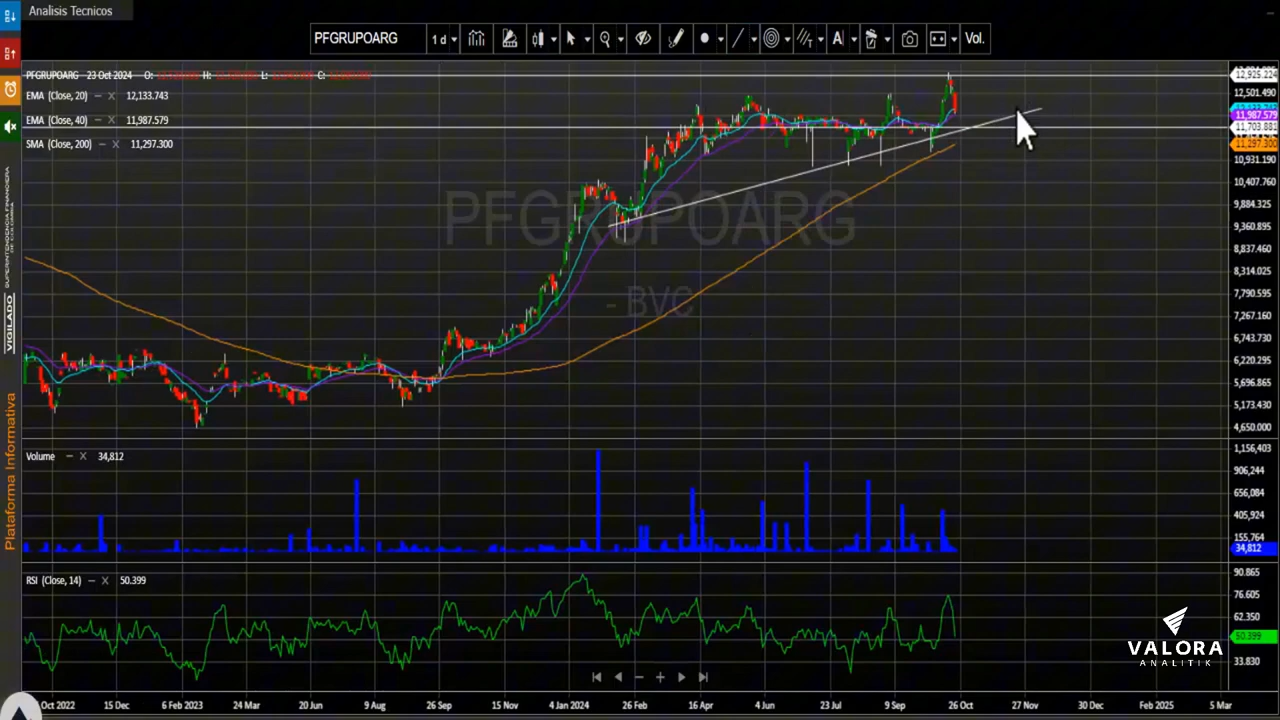 Analisis Tecnicos
PFGRUPOARG
1 d
A
Vol.
PFGRUPOARG 23 Oct 2024 O: H: L: C:
EMA (Close, 20) 12,133.743
EMA (Close, 40) 11,987.579
SMA (Close, 200) 11,297.300
PFGRUPOARG
- BVC
12,925.224
12,501.490
11,987.579
11,703.881
11,297.300
10,931.190
10,407.760
9,884.325
9,360.895
8,837.460
8,314.025
7,790.595
7,267.160
6,743.730
6,220.295
5,696.865
5,173.430
4,650.000
Volume 34,812
1,156,403
906,244
656,084
405,924
155,764
34,812
RSI (Close, 14) 50.399
90.865
76.605
62.350
50.399
33.830
Oct 2022 15 Dec 6 Feb 2023 24 Mar 20 Jun 9 Aug 26 Sep 15 Nov 4 Jan 2024 26 Feb 16 Apr 4 Jun 23 Jul 9 Sep 26 Oct 27 Nov 30 Dec Feb 2025 5 Mar
SUPERINTENDENCIA FINANCIERA
DE COLOMBIA
VIGILADO
Plataforma Informativa
VALORA
ANALITIK